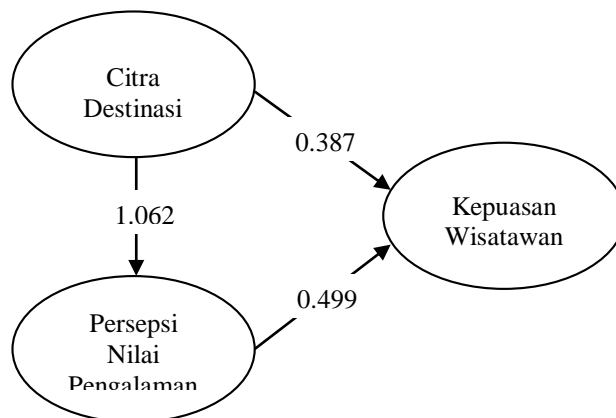 Citra
Destinasi
0.387
1.062
Kepuasan
Wisatawan
0.499
Persepsi
Nilai
Pengalaman